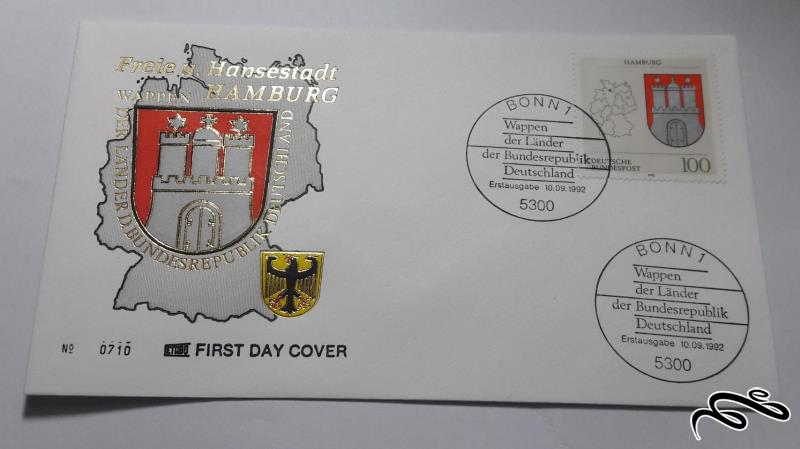 Freie u. Hansestadt
WAPPEN HAMBURG
DER LÄNDER D. BUNDESREPUBLIK DEUTSCHLAND
No 0710 ETABÖ FIRST DAY COVER
HAMBURG
DEUTSCHE
BUNDESPOST
100
BONN 1
Wappen
der Länder
der Bundesrepublik
Deutschland
Erstausgabe 10.09.1992
5300
BONN 1
Wappen
der Länder
der Bundesrepublik
Deutschland
Erstausgabe 10.09.1992
5300